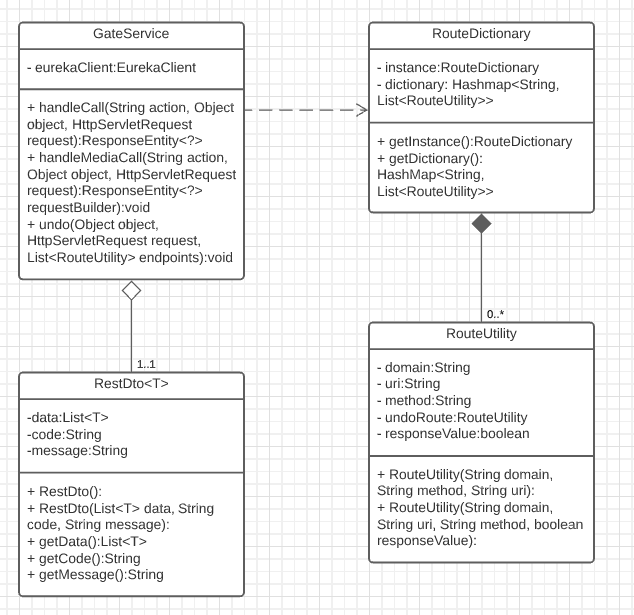 GateService
- eurekaClient:EurekaClient
+ handleCall(String action, Object
object, HttpServletRequest
request):ResponseEntity<?>
+ handleMediaCall(String action,
Object object, HttpServletRequest
request):ResponseEntity<?>
requestBuilder):void
+ undo(Object object,
HttpServletRequest request,
List<RouteUtility> endpoints):void
RouteDictionary
- instance:RouteDictionary
- dictionary: Hashmap<String,
List<RouteUtility>>
+ getInstance():RouteDictionary
+ getDictionary():
HashMap<String,
List<RouteUtility>>
1..1
RestDto<T>
-data:List<T>
-code:String
-message:String
+ RestDto():
+ RestDto(List<T> data, String
code, String message):
+ getData():List<T>
+ getCode():String
+ getMessage():String
0..*
RouteUtility
- domain:String
- uri:String
- method:String
- undoRoute:RouteUtility
- responseValue:boolean
+ RouteUtility(String domain,
String method, String uri):
+ RouteUtility(String domain,
String uri, String method, boolean
responseValue):